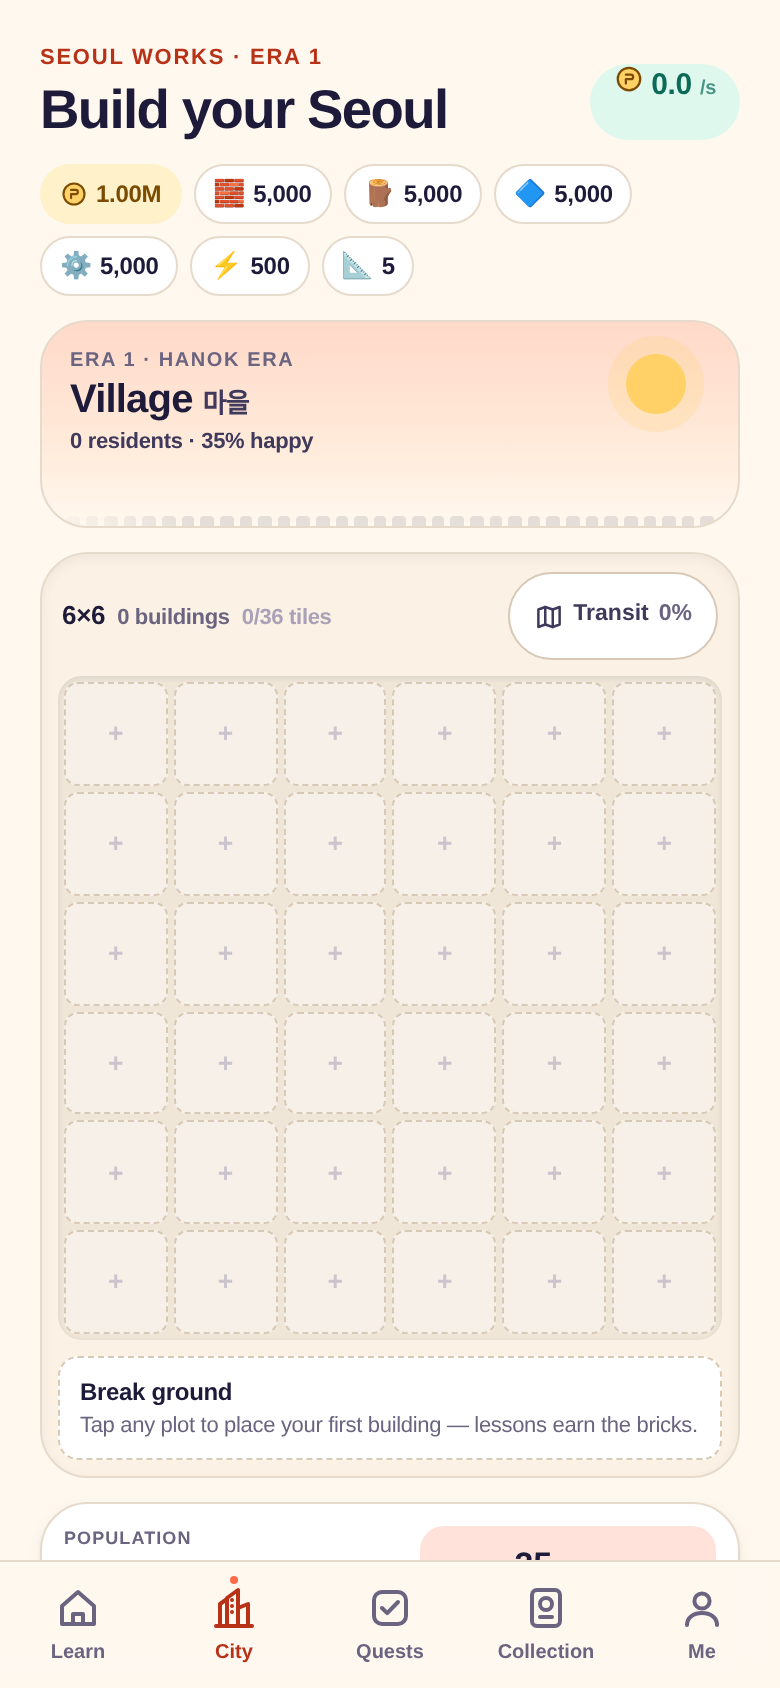 SEOUL WORKS · ERA 1
Build your Seoul
0.0 /s
1.00M 5,000 5,000 5,000
5,000 500 5
ERA 1 · HANOK ERA
Village 마을
0 residents · 35% happy
6×6 0 buildings 0/36 tiles Transit 0%
+ + + + + +
+ + + + + +
+ + + + + +
+ + + + + +
+ + + + + +
+ + + + + +
Break ground
Tap any plot to place your first building — lessons earn the bricks.
POPULATION
Learn City Quests Collection Me